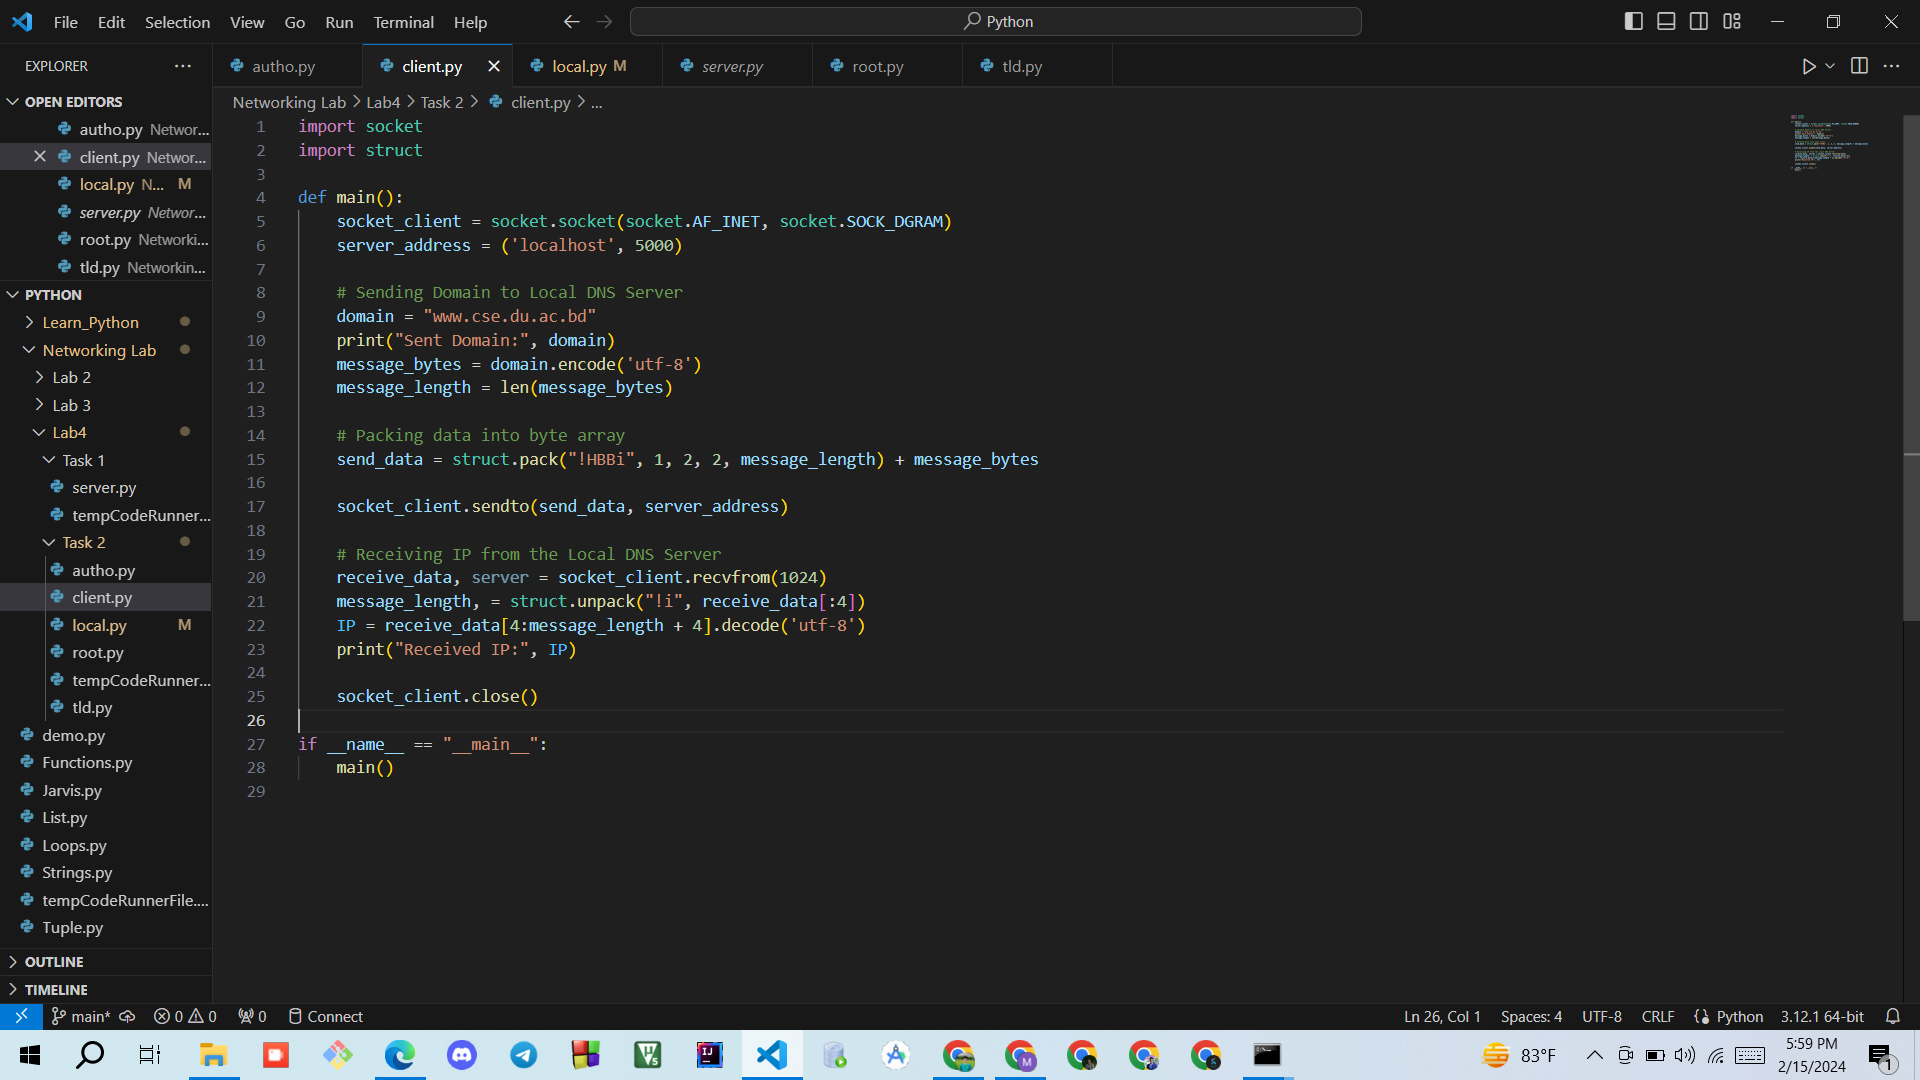 File Edit Selection View Go Run Terminal Help
Python
EXPLORER
autho.py
client.py
local.py M
server.py
root.py
tld.py
OPEN EDITORS
autho.py Networ...
client.py Networ...
local.py N... M
server.py Networ...
root.py Networki...
tld.py Networkin...
PYTHON
Learn_Python
Networking Lab
Lab 2
Lab 3
Lab4
Task 1
server.py
tempCodeRunner...
Task 2
autho.py
client.py
local.py M
root.py
tempCodeRunner...
tld.py
demo.py
Functions.py
Jarvis.py
List.py
Loops.py
Strings.py
tempCodeRunnerFile....
Tuple.py
OUTLINE
TIMELINE
Networking Lab > Lab4 > Task 2 > client.py > ...
1 import socket
2 import struct
3
4 def main():
5     socket_client = socket.socket(socket.AF_INET, socket.SOCK_DGRAM)
6     server_address = ('localhost', 5000)
7
8     # Sending Domain to Local DNS Server
9     domain = "www.cse.du.ac.bd"
10     print("Sent Domain:", domain)
11     message_bytes = domain.encode('utf-8')
12     message_length = len(message_bytes)
13
14     # Packing data into byte array
15     send_data = struct.pack("!HBBi", 1, 2, 2, message_length) + message_bytes
16
17     socket_client.sendto(send_data, server_address)
18
19     # Receiving IP from the Local DNS Server
20     receive_data, server = socket_client.recvfrom(1024)
21     message_length, = struct.unpack("!i", receive_data[:4])
22     IP = receive_data[4:message_length + 4].decode('utf-8')
23     print("Received IP:", IP)
24
25     socket_client.close()
26
27 if __name__ == "__main__":
28     main()
29
main* 0 0 0 Connect
Ln 26, Col 1 Spaces: 4 UTF-8 CRLF Python 3.12.1 64-bit
83°F
5:59 PM
2/15/2024
1